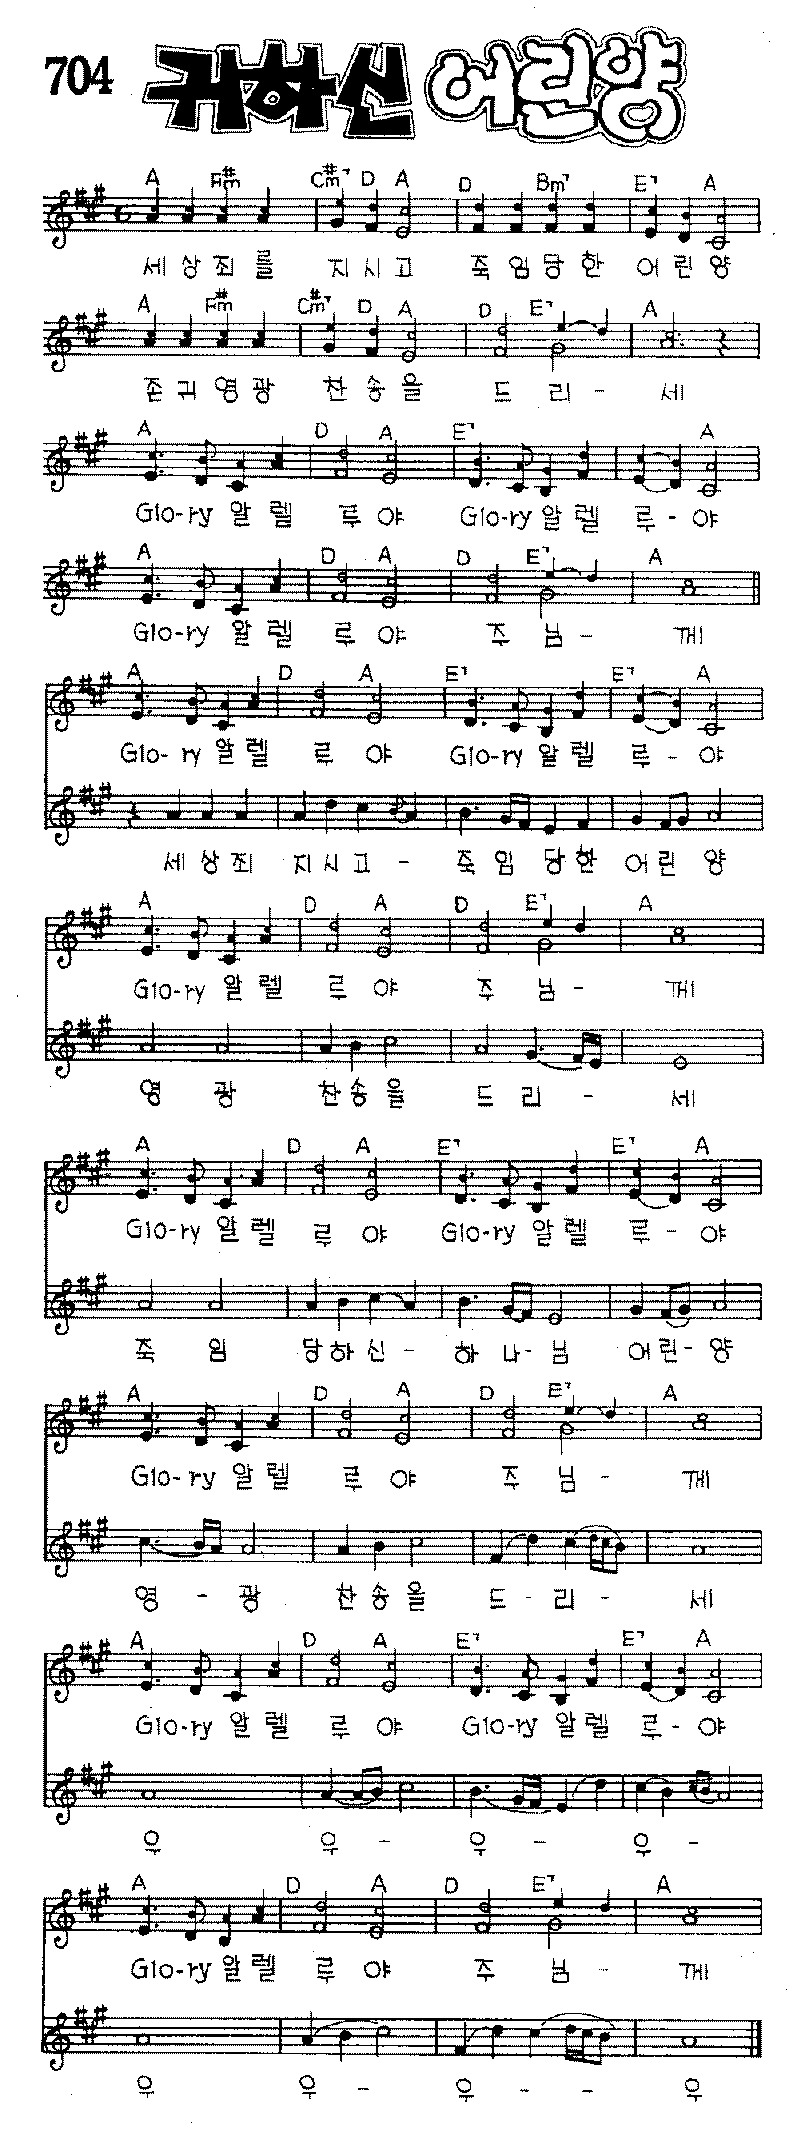 704 귀하신 어린양
A F#m C#m7 D A D Bm7 E7 A
세상죄를 지시고 죽임당한 어린양
A F#m C#m7 D A D E7 A
존귀영광 찬송을 드리-세
A D A E7 A
Glo-ry 알렐루야 Glo-ry 알렐루-야
A D A D E7 A
Glo-ry 알렐루야 주님-께
A D A E7 E7 A
Glo-ry 알렐루야 Glo-ry 알렐루-야
세상죄 지시고- 죽임당한 어린양
A D A D E7 A
Glo-ry 알렐루야 주님-께
영광 찬송을 드리-세
A D A E7 E7 A
Glo-ry 알렐루야 Glo-ry 알렐루-야
죽임 당하신- 하나-님 어린-양
A D A D E7 A
Glo-ry 알렐루야 주님-께
영-광 찬송을 드-리-세
A D A E7 E7 A
Glo-ry 알렐루야 Glo-ry 알렐루-야
우 우- 우- 우-
A D A D E7 A
Glo-ry 알렐루야 주님-께
우 우- 우-- 우